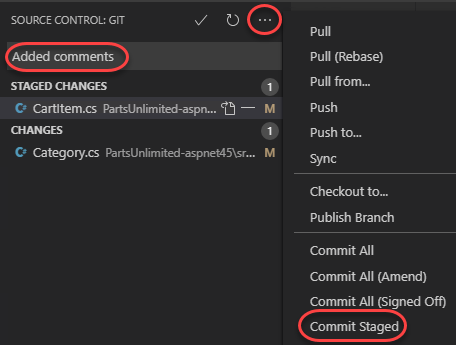 SOURCE CONTROL: GIT
Added comments
STAGED CHANGES 1
C# CartItem.cs PartsUnlimited-aspn... M
CHANGES 1
C# Category.cs PartsUnlimited-aspnet45\sr... M
Pull
Pull (Rebase)
Pull from...
Push
Push to...
Sync
Checkout to...
Publish Branch
Commit All
Commit All (Amend)
Commit All (Signed Off)
Commit Staged